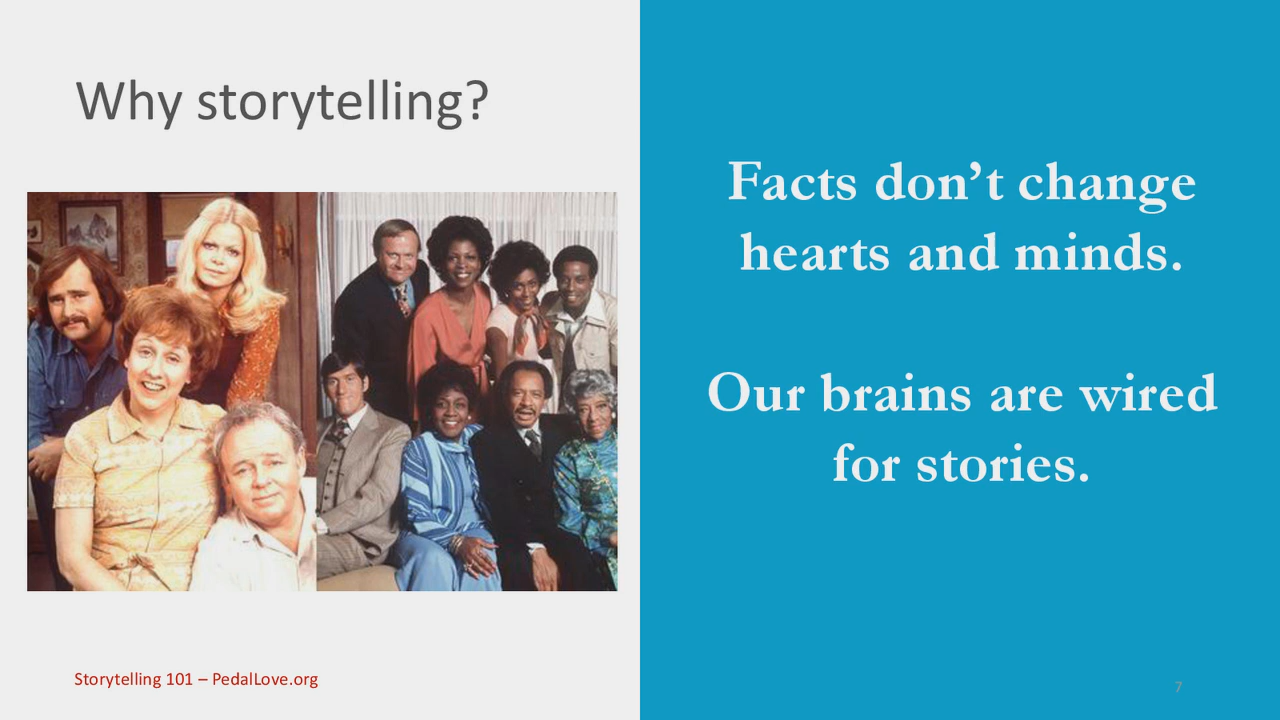 Why storytelling?
Facts don’t change
hearts and minds.
Our brains are wired
for stories.
Storytelling 101 – PedalLove.org
7